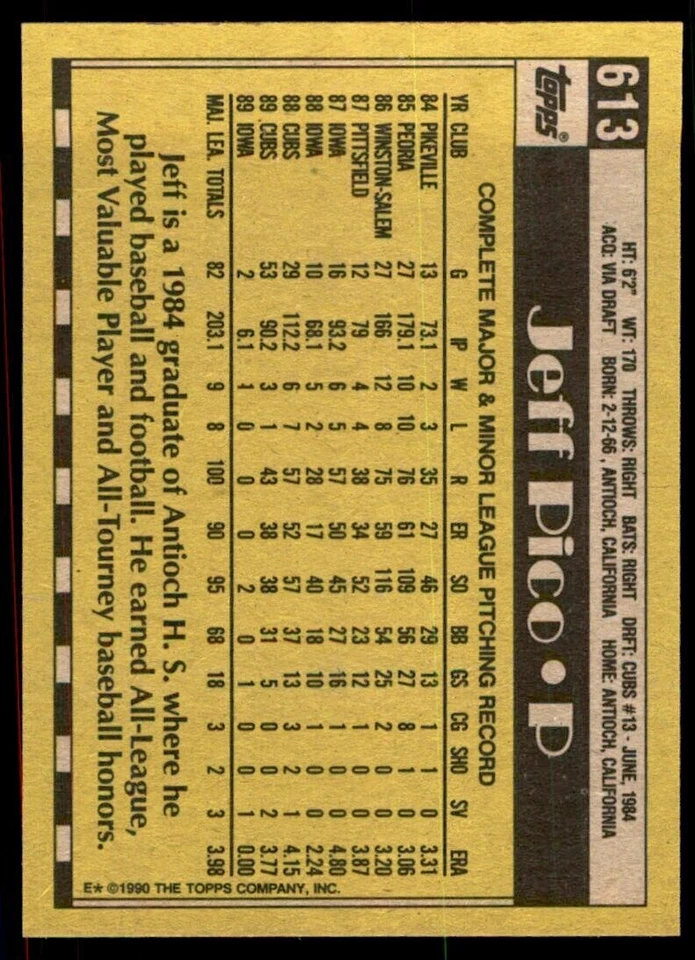 613
HT: 6'2" WT: 170 THROWS: RIGHT BATS: RIGHT DRFT: CUBS #13 - JUNE, 1984
ACQ: VIA DRAFT BORN: 2-12-66, ANTIOCH, CALIFORNIA HOME: ANTIOCH, CALIFORNIA
topps® Jeff Pico • P
COMPLETE MAJOR & MINOR LEAGUE PITCHING RECORD
YR CLUB G IP W L R ER SO BB GS CG SHO SV ERA
84 PIKEVILLE 13 73.1 2 3 35 27 46 29 13 1 1 0 3.31
85 PEORIA 27 179.1 10 10 76 61 109 56 27 8 1 0 3.06
86 WINSTON-SALEM 27 166 12 8 75 59 116 54 25 2 0 0 3.20
87 PITTSFIELD 12 79 4 4 38 34 52 23 12 1 0 0 3.87
87 IOWA 16 93.2 6 5 57 50 45 27 16 1 0 0 4.80
88 IOWA 10 68.1 5 2 28 17 40 18 10 1 0 0 2.24
88 CUBS 29 112.2 6 7 57 52 57 37 13 3 2 1 4.15
89 CUBS 53 90.2 3 1 43 38 38 31 5 0 0 2 3.77
89 IOWA 2 6.1 1 0 0 0 2 0 1 0 0 1 0.00
MAJ. LEA. TOTALS 82 203.1 9 8 100 90 95 68 18 3 2 3 3.98
Jeff is a 1984 graduate of Antioch H. S. where he
played baseball and football. He earned All-League,
Most Valuable Player and All-Tourney baseball honors.
E* ©1990 THE TOPPS COMPANY, INC.